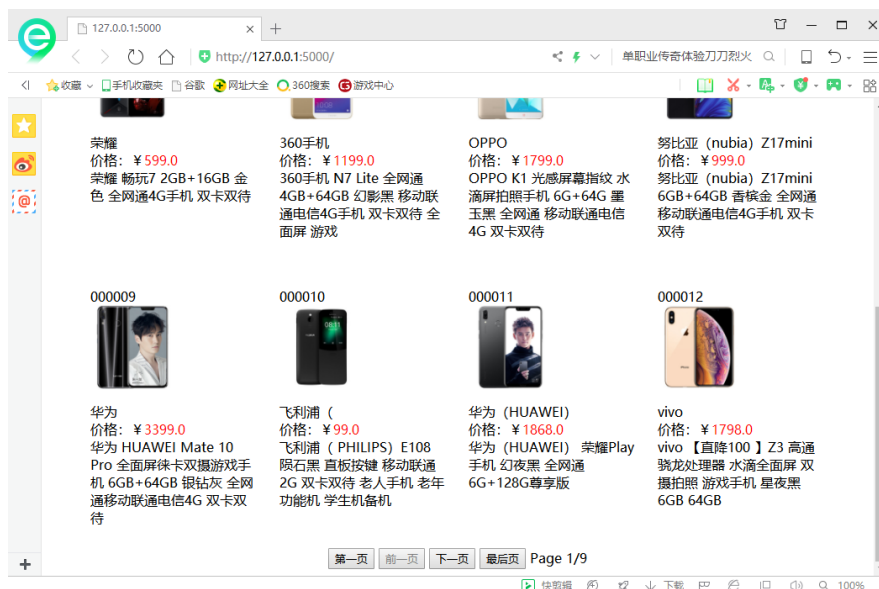 127.0.0.1:5000
http://127.0.0.1:5000/
单职业传奇体验刀刀烈火
收藏 手机收藏夹 谷歌 网址大全 360搜索 游戏中心
荣耀
价格：￥599.0
荣耀 畅玩7 2GB+16GB 金
色 全网通4G手机 双卡双待
360手机
价格：￥1199.0
360手机 N7 Lite 全网通
4GB+64GB 幻影黑 移动联
通电信4G手机 双卡双待 全
面屏 游戏
OPPO
价格：￥1799.0
OPPO K1 光感屏幕指纹 水
滴屏拍照手机 6G+64G 墨
玉黑 全网通 移动联通电信
4G 双卡双待
努比亚（nubia）Z17mini
价格：￥999.0
努比亚（nubia）Z17mini
6GB+64GB 香槟金 全网通
移动联通电信4G手机 双卡
双待
000009
华为
价格：￥3399.0
华为 HUAWEI Mate 10
Pro 全面屏徕卡双摄游戏手
机 6GB+64GB 银钻灰 全网
通移动联通电信4G 双卡双
待
000010
08:11
飞利浦（
价格：￥99.0
飞利浦（ PHILIPS）E108
陨石黑 直板按键 移动联通
2G 双卡双待 老人手机 老年
功能机 学生机备机
000011
华为（HUAWEI）
价格：￥1868.0
华为（HUAWEI） 荣耀Play
手机 幻夜黑 全网通
6G+128G尊享版
000012
vivo
价格：￥1798.0
vivo 【直降100 】Z3 高通
骁龙处理器 水滴全面屏 双
摄拍照 游戏手机 星夜黑
6GB 64GB
第一页 前一页 下一页 最后页 Page 1/9
快剪辑 下载 100%